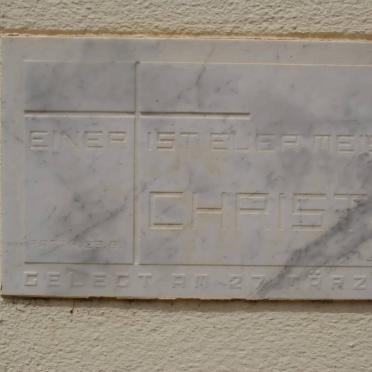 EINER IST EUER MEI
CHRIST
GELEGT AM 27 MÄRZ